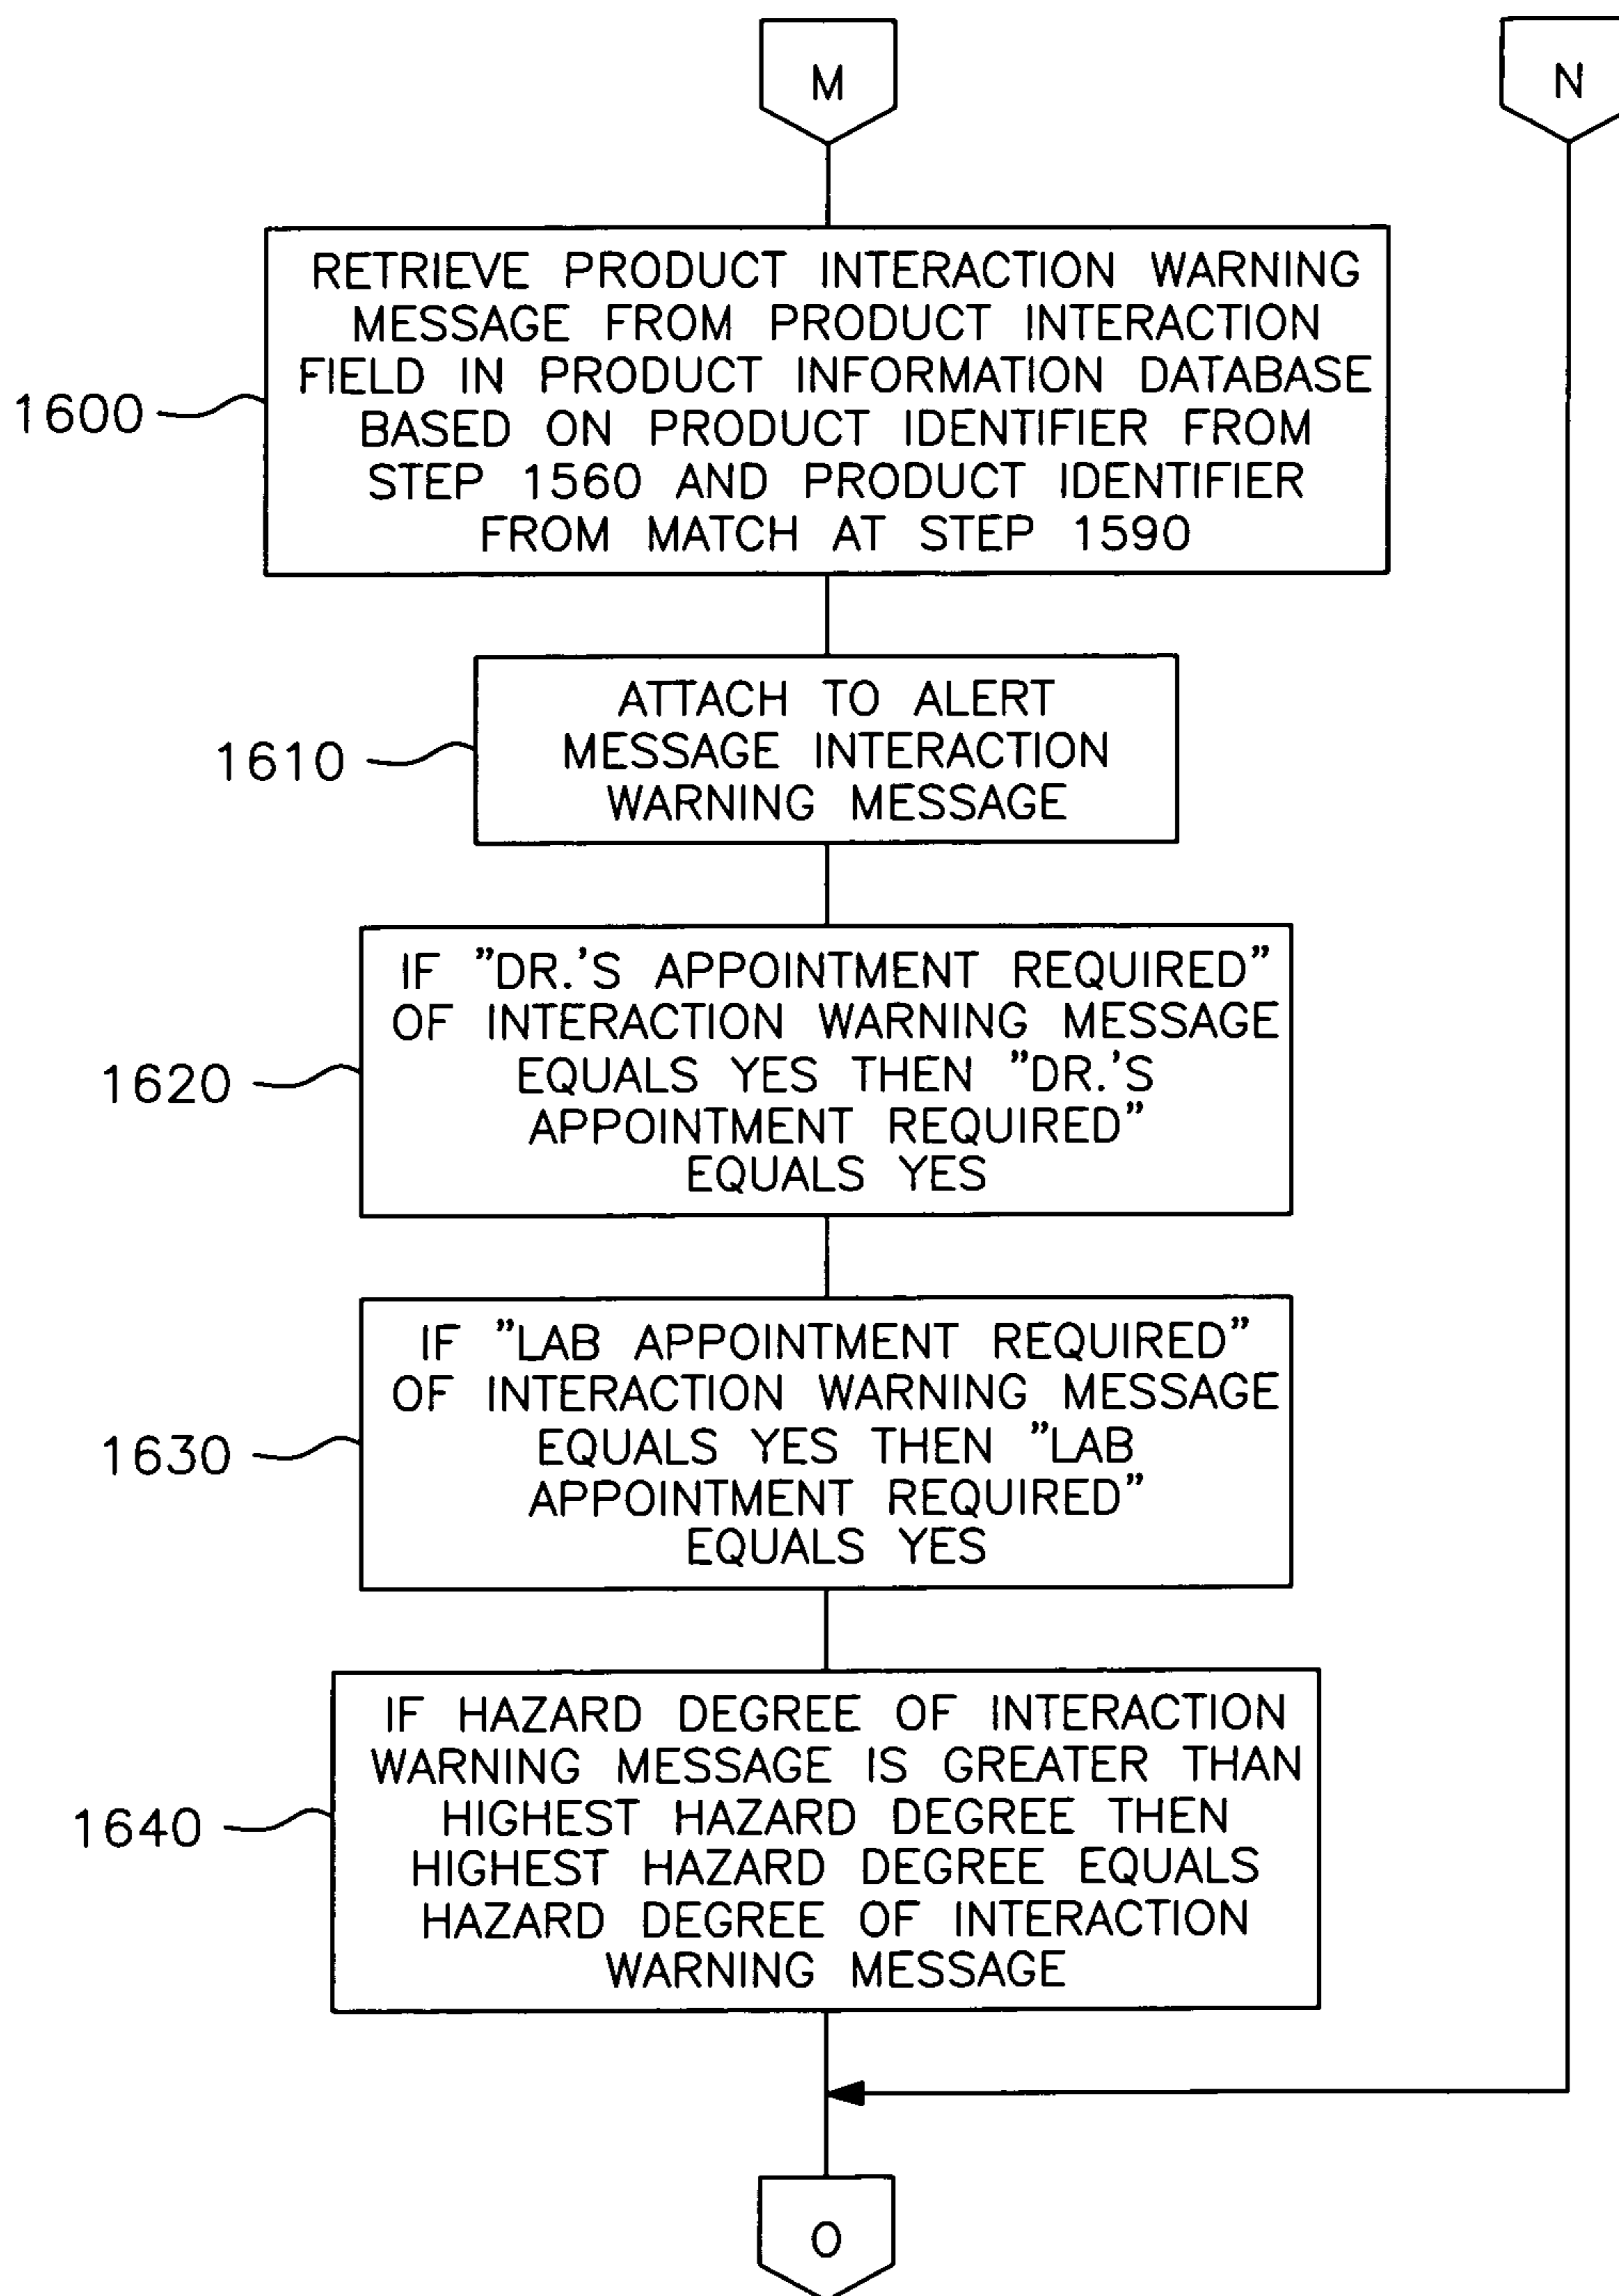 M
N
RETRIEVE PRODUCT INTERACTION WARNING
MESSAGE FROM PRODUCT INTERACTION
FIELD IN PRODUCT INFORMATION DATABASE
BASED ON PRODUCT IDENTIFIER FROM
STEP 1560 AND PRODUCT IDENTIFIER
FROM MATCH AT STEP 1590
1600
ATTACH TO ALERT
MESSAGE INTERACTION
WARNING MESSAGE
1610
IF "DR.'S APPOINTMENT REQUIRED"
OF INTERACTION WARNING MESSAGE
EQUALS YES THEN "DR.'S
APPOINTMENT REQUIRED"
EQUALS YES
1620
IF "LAB APPOINTMENT REQUIRED"
OF INTERACTION WARNING MESSAGE
EQUALS YES THEN "LAB
APPOINTMENT REQUIRED"
EQUALS YES
1630
IF HAZARD DEGREE OF INTERACTION
WARNING MESSAGE IS GREATER THAN
HIGHEST HAZARD DEGREE THEN
HIGHEST HAZARD DEGREE EQUALS
HAZARD DEGREE OF INTERACTION
WARNING MESSAGE
1640
O